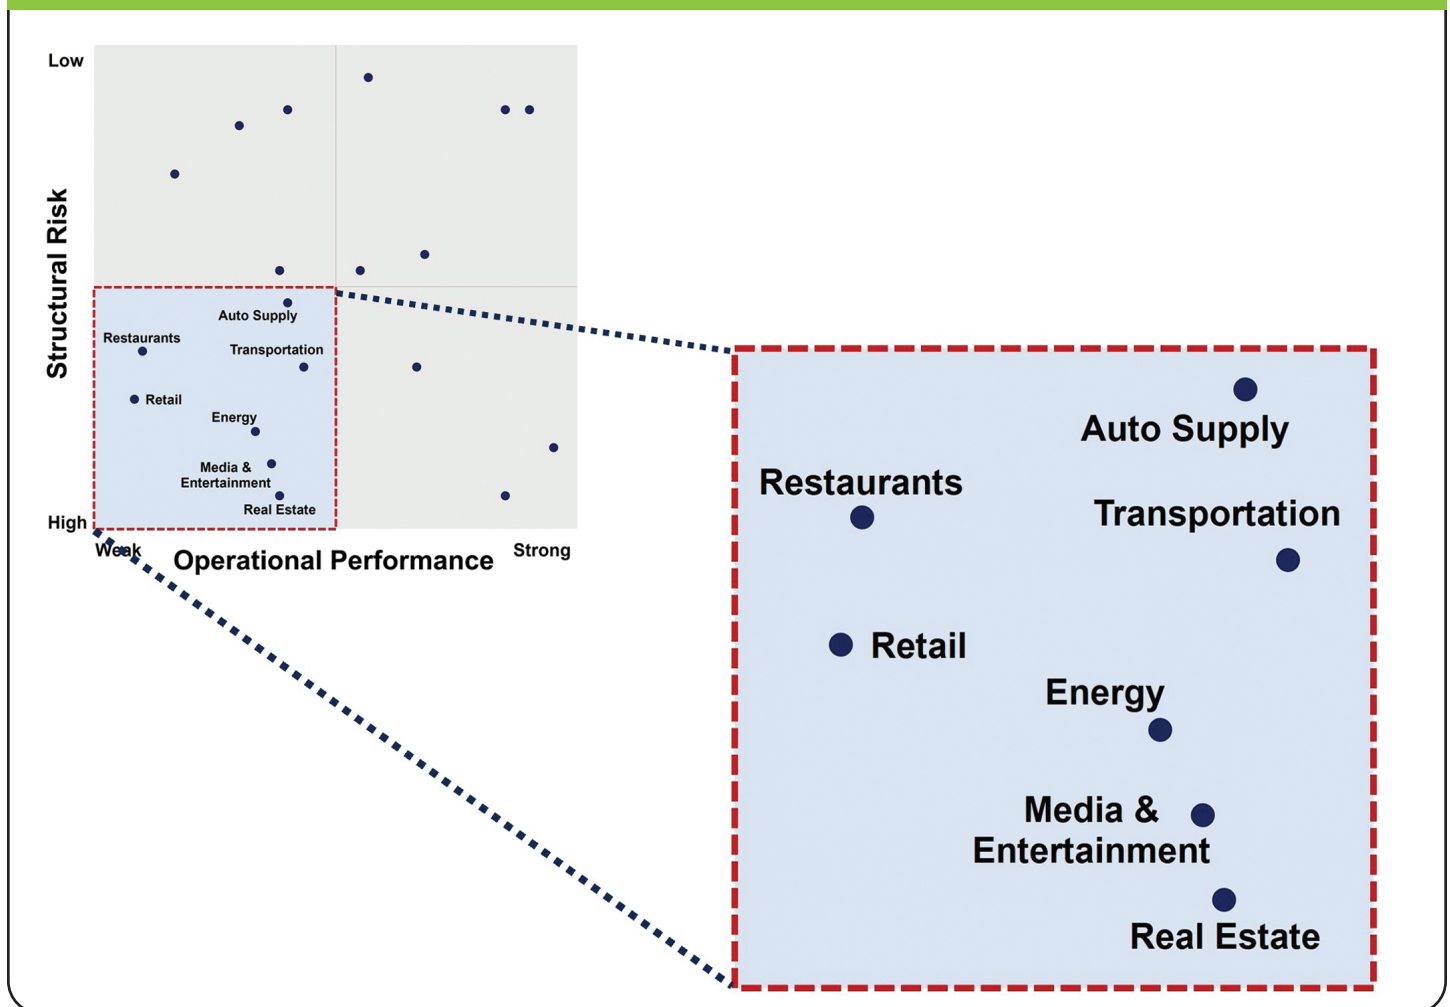 Low
Structural Risk
Auto Supply
Restaurants
Transportation
Retail
Energy
Media &
Entertainment
Real Estate
High
Weak
Operational Performance
Strong
Auto Supply
Restaurants
Transportation
Retail
Energy
Media &
Entertainment
Real Estate